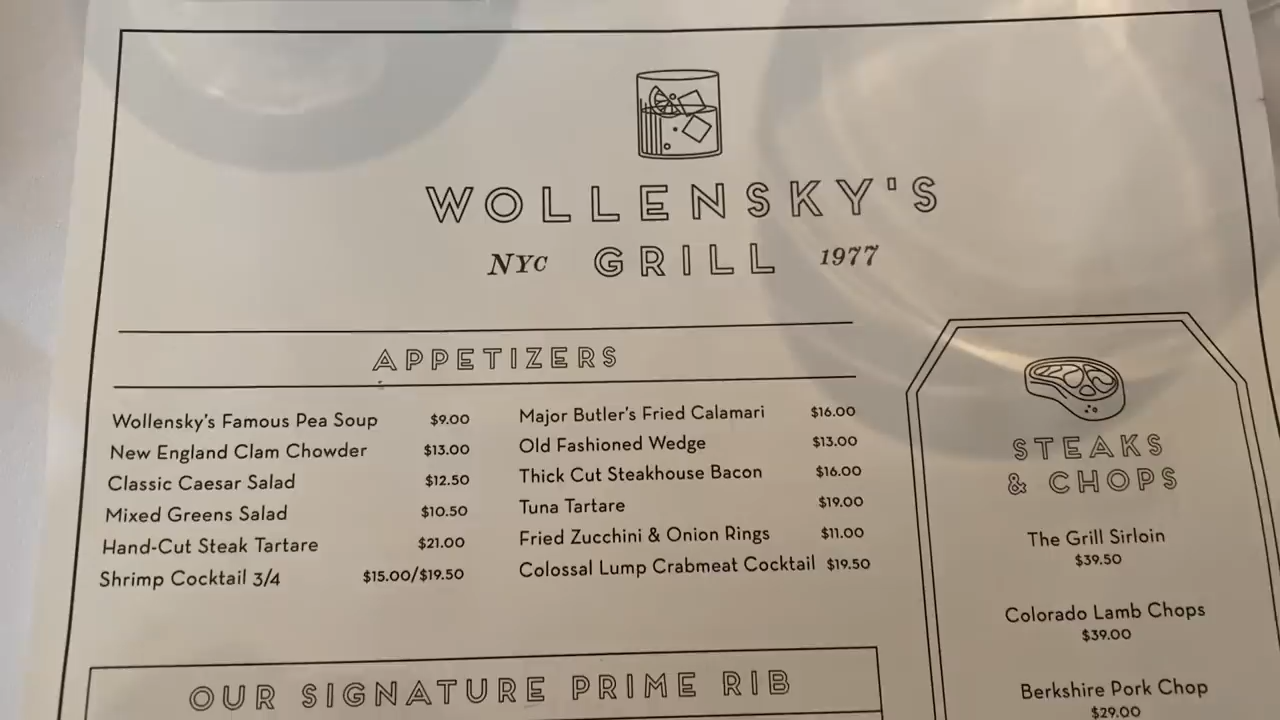 WOLLENSKY'S
NYC GRILL 1977
APPETIZERS
Wollensky's Famous Pea Soup $9.00
New England Clam Chowder $13.00
Classic Caesar Salad $12.50
Mixed Greens Salad $10.50
Hand-Cut Steak Tartare $21.00
Shrimp Cocktail 3/4 $15.00/$19.50
Major Butler's Fried Calamari $16.00
Old Fashioned Wedge $13.00
Thick Cut Steakhouse Bacon $16.00
Tuna Tartare $19.00
Fried Zucchini & Onion Rings $11.00
Colossal Lump Crabmeat Cocktail $19.50
OUR SIGNATURE PRIME RIB
STEAKS
& CHOPS
The Grill Sirloin
$39.50
Colorado Lamb Chops
$39.00
Berkshire Pork Chop
$29.00